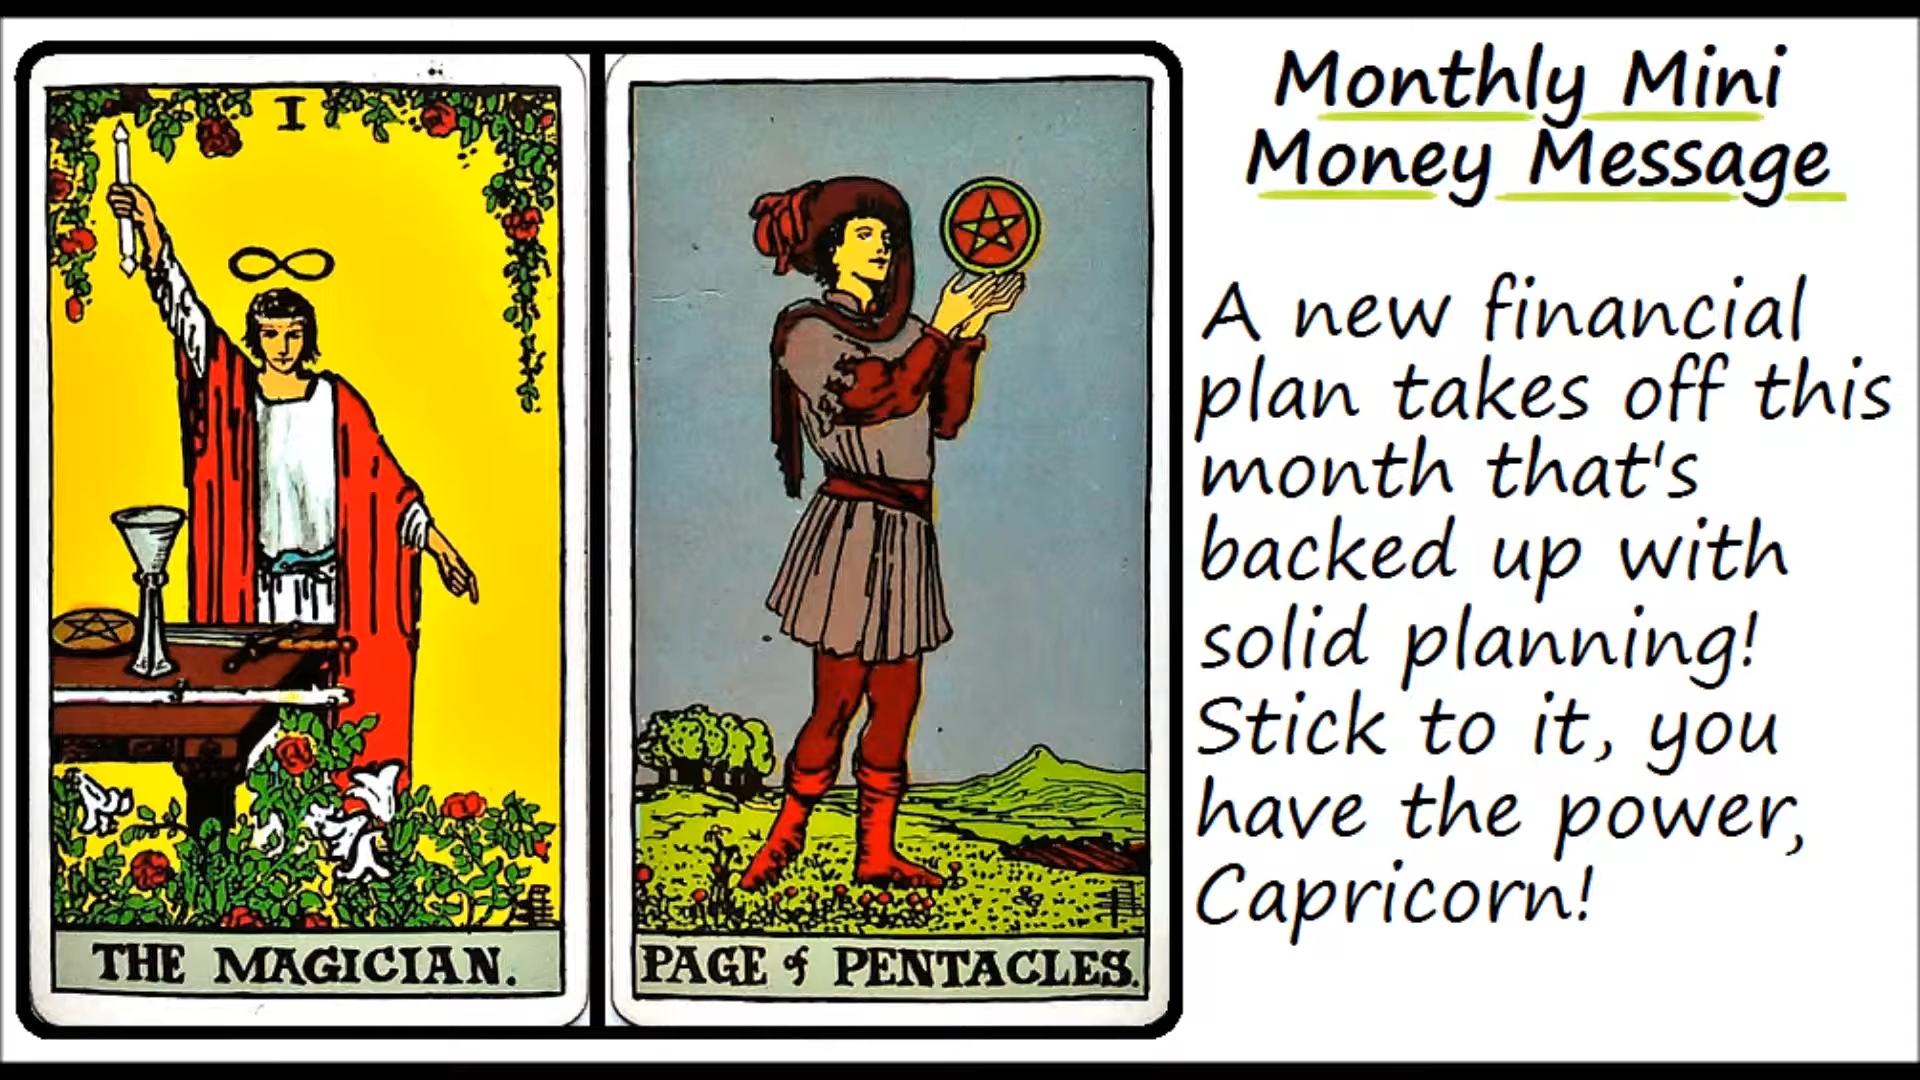 I
THE MAGICIAN.
PAGE of PENTACLES.
Monthly Mini
Money Message
A new financial
plan takes off this
month that's
backed up with
solid planning!
Stick to it, you
have the power,
Capricorn!